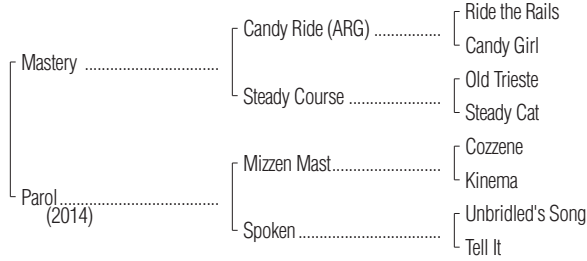 Ride the Rails
Candy Ride (ARG) ................
Candy Girl
Mastery ................................
Old Trieste
Steady Course ......................
Steady Cat
Cozzene
Mizzen Mast..........................
Kinema
Parol......................................
(2014)
Unbridled's Song
Spoken ..................................
Tell It